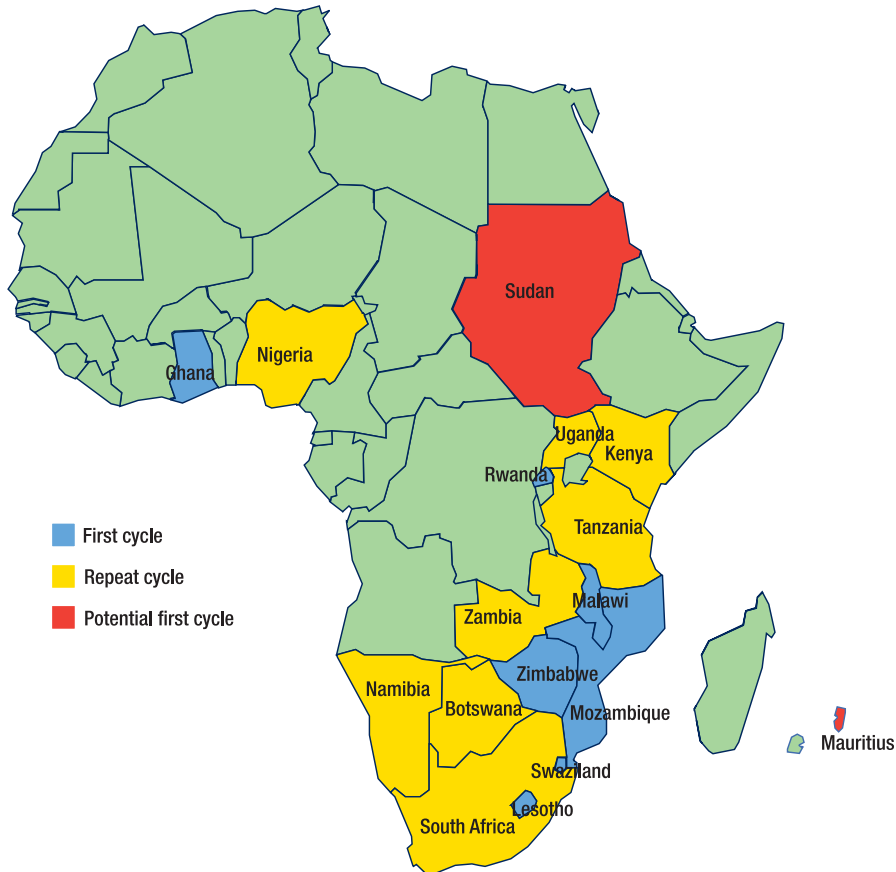 Sudan
Nigeria
Ghana
Uganda
Kenya
Rwanda
Tanzania
First cycle
Repeat cycle
Potential first cycle
Malawi
Zambia
Zimbabwe
Namibia
Botswana
Mozambique
Mauritius
Swaziland
Lesotho
South Africa